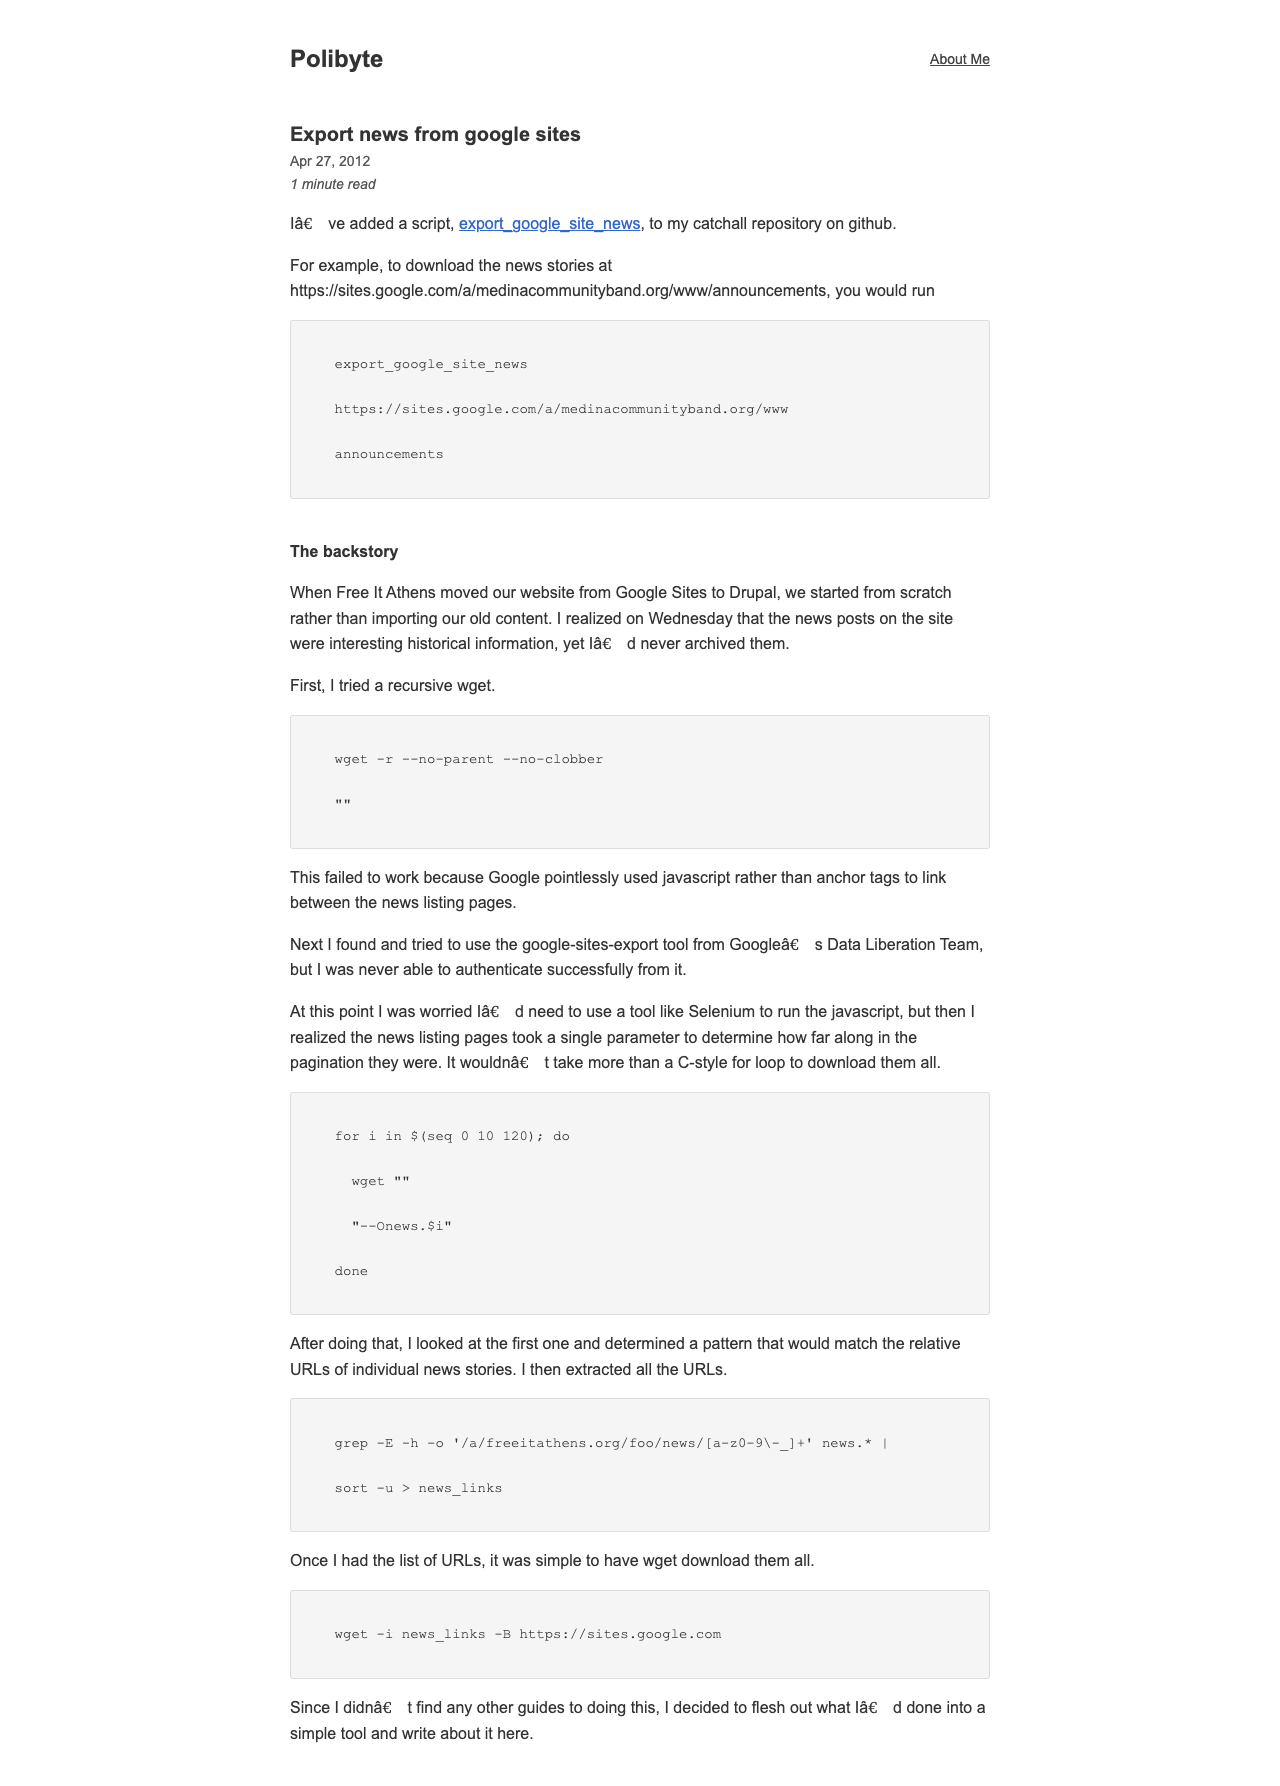 Polibyte
About Me
Export news from google sites
Apr 27, 2012
1 minute read
Iâ€ ve added a script, export_google_site_news, to my catchall repository on github.
For example, to download the news stories at
https://sites.google.com/a/medinacommunityband.org/www/announcements, you would run
export_google_site_news
https://sites.google.com/a/medinacommunityband.org/www
announcements
The backstory
When Free It Athens moved our website from Google Sites to Drupal, we started from scratch
rather than importing our old content. I realized on Wednesday that the news posts on the site
were interesting historical information, yet Iâ€ d never archived them.
First, I tried a recursive wget.
wget -r --no-parent --no-clobber
""
This failed to work because Google pointlessly used javascript rather than anchor tags to link
between the news listing pages.
Next I found and tried to use the google-sites-export tool from Googleâ€ s Data Liberation Team,
but I was never able to authenticate successfully from it.
At this point I was worried Iâ€ d need to use a tool like Selenium to run the javascript, but then I
realized the news listing pages took a single parameter to determine how far along in the
pagination they were. It wouldnâ€ t take more than a C-style for loop to download them all.
for i in $(seq 0 10 120); do
wget ""
"--Onews.$i"
done
After doing that, I looked at the first one and determined a pattern that would match the relative
URLs of individual news stories. I then extracted all the URLs.
grep -E -h -o '/a/freeitathens.org/foo/news/[a-z0-9\-_]+' news.* |
sort -u > news_links
Once I had the list of URLs, it was simple to have wget download them all.
wget -i news_links -B https://sites.google.com
Since I didnâ€ t find any other guides to doing this, I decided to flesh out what Iâ€ d done into a
simple tool and write about it here.